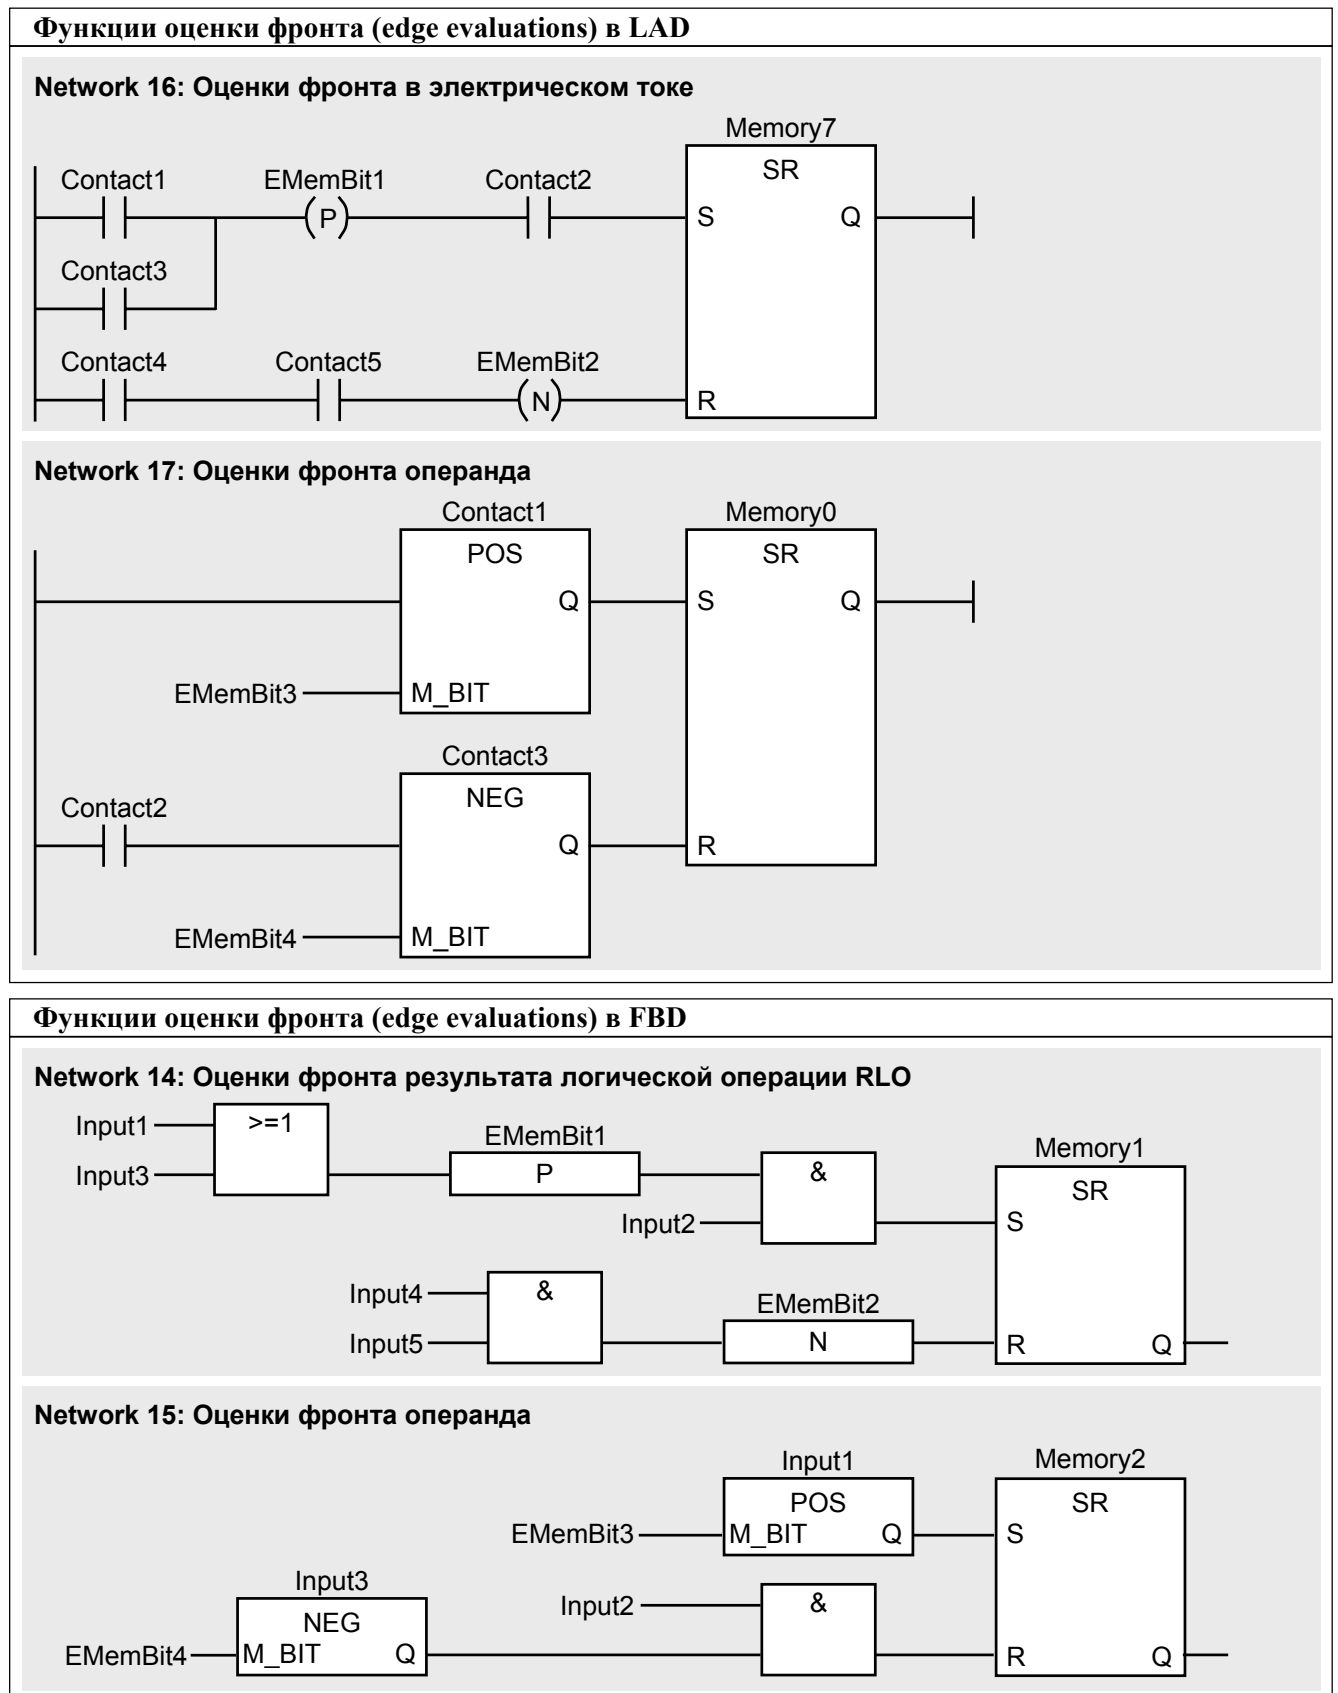 Функции оценки фронта (edge evaluations) в LAD
Network 16: Оценки фронта в электрическом токе
Memory7
Contact1 EMemBit1 Contact2 SR
P S Q
Contact3
Contact4 Contact5 EMemBit2
N R
Network 17: Оценки фронта операнда
Contact1 Memory0
POS SR
Q S Q
EMemBit3 M_BIT
Contact3
NEG
Contact2
Q R
EMemBit4 M_BIT
Функции оценки фронта (edge evaluations) в FBD
Network 14: Оценки фронта результата логической операции RLO
Input1 >=1
EMemBit1 Memory1
Input3 P & SR
Input2 S
Input4 &
EMemBit2
Input5 N R Q
Network 15: Оценки фронта операнда
Input1 Memory2
POS SR
EMemBit3 M_BIT Q S
Input3
Input2 &
NEG
EMemBit4 M_BIT Q R Q